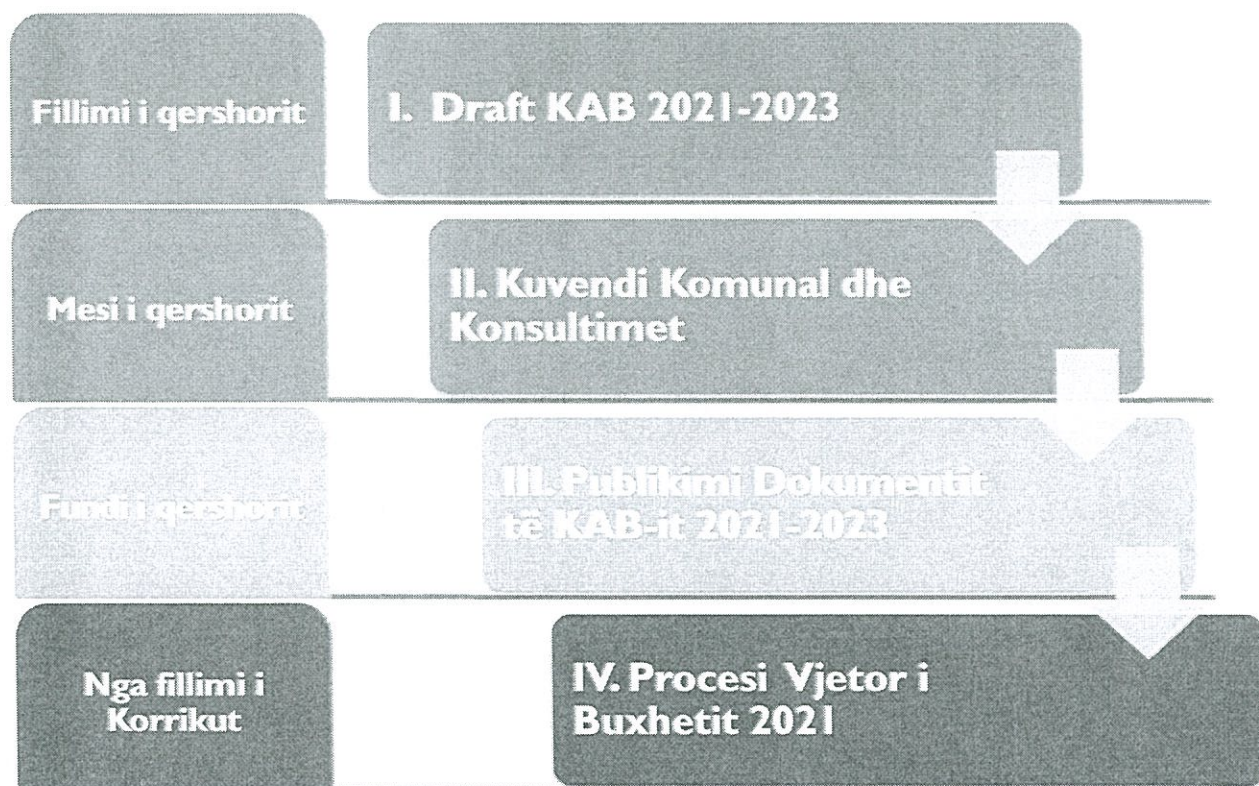 Fillimi i qershorit
I. Draft KAB 2021-2023
Mesi i qershorit
II. Kuvendi Komunal dhe
Konsultimet
Fundi i qershorit
III. Publikimi Dokumentit
të KAB-it 2021-2023
Nga fillimi i
Korrikut
IV. Procesi Vjetor i
Buxhetit 2021